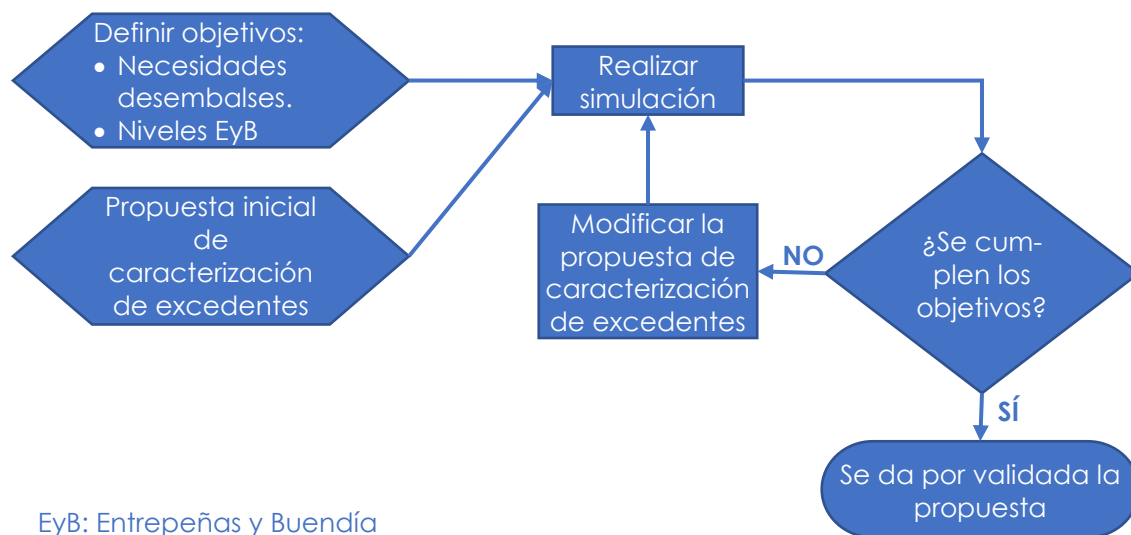 Definir objetivos:
• Necesidades
desembalses.
• Niveles EyB
Propuesta inicial
de
caracterización
de excedentes
Realizar
simulación
Modificar la
propuesta de
caracterización
de excedentes
NO
¿Se cum-
plen los
objetivos?
SÍ
Se da por validada la
propuesta
EyB: Entrepeñas y Buendía